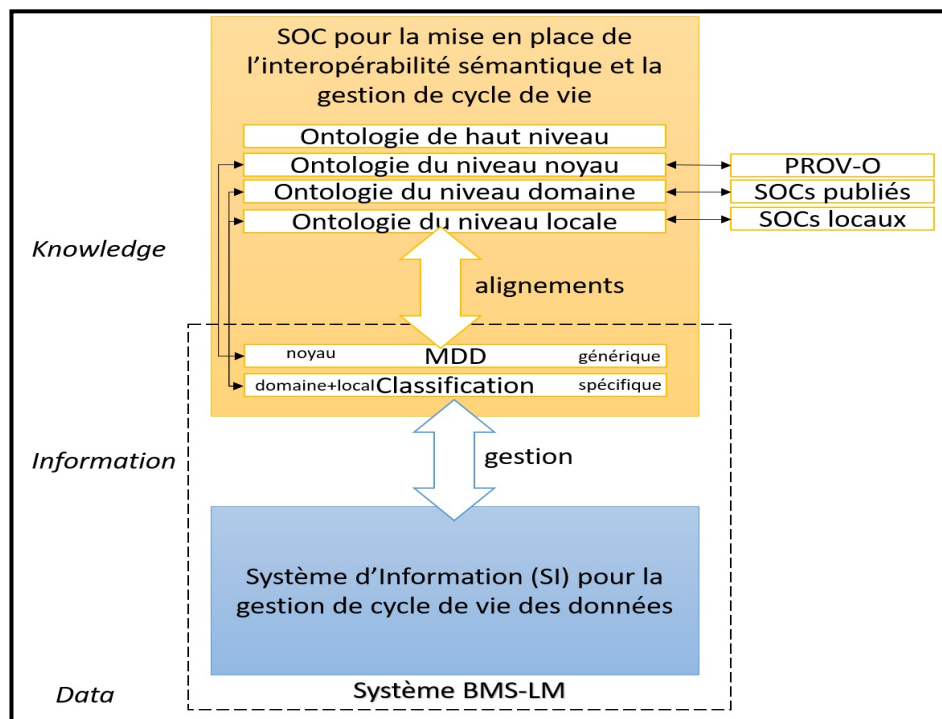 SOC pour la mise en place de
l'interopérabilité sémantique et la
gestion de cycle de vie
Ontologie de haut niveau
Ontologie du niveau noyau
PROV-O
Ontologie du niveau domaine
SOCs publiés
Ontologie du niveau locale
SOCs locaux
Knowledge
alignements
noyau MDD générique
domaine+local Classification spécifique
Information
gestion
Système d'Information (SI) pour la
gestion de cycle de vie des données
Système BMS-LM
Data